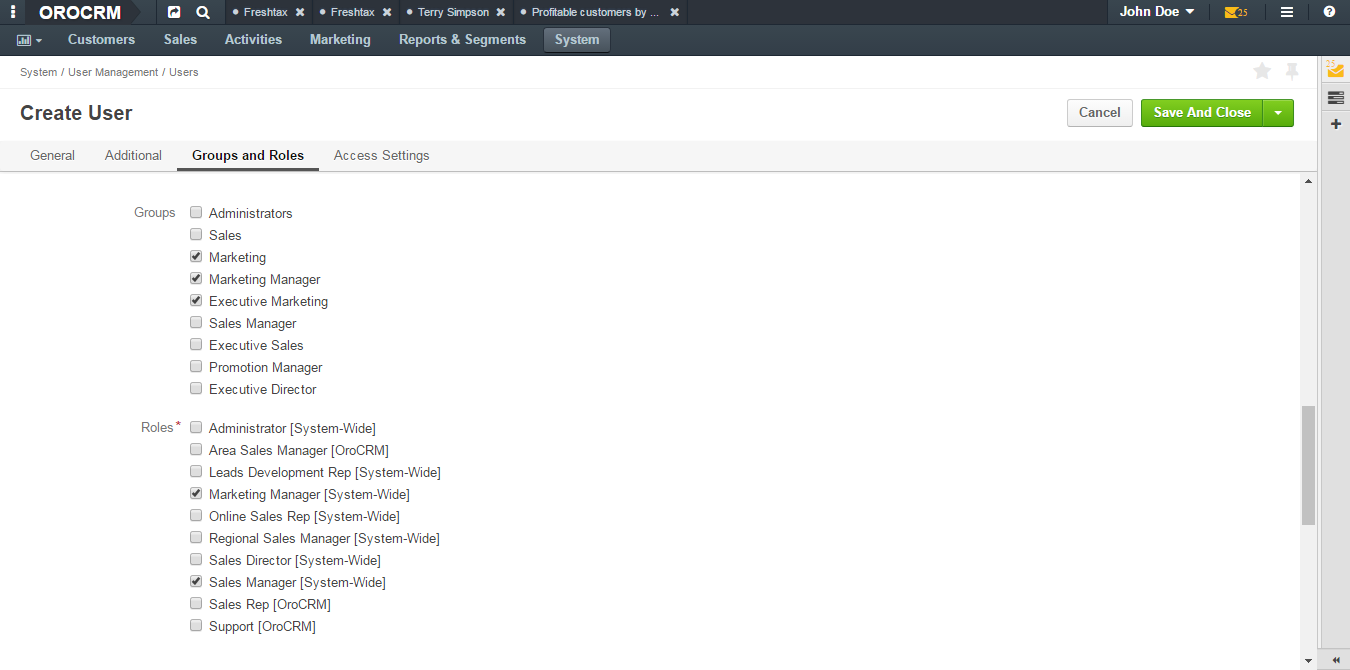 OROCRM Freshtax Freshtax Terry Simpson Profitable customers by ... John Doe 25
Customers Sales Activities Marketing Reports & Segments System
System / User Management / Users
25
Create User Cancel Save And Close
General Additional Groups and Roles Access Settings
Groups Administrators
Sales
Marketing
Marketing Manager
Executive Marketing
Sales Manager
Executive Sales
Promotion Manager
Executive Director
Roles* Administrator [System-Wide]
Area Sales Manager [OroCRM]
Leads Development Rep [System-Wide]
Marketing Manager [System-Wide]
Online Sales Rep [System-Wide]
Regional Sales Manager [System-Wide]
Sales Director [System-Wide]
Sales Manager [System-Wide]
Sales Rep [OroCRM]
Support [OroCRM]